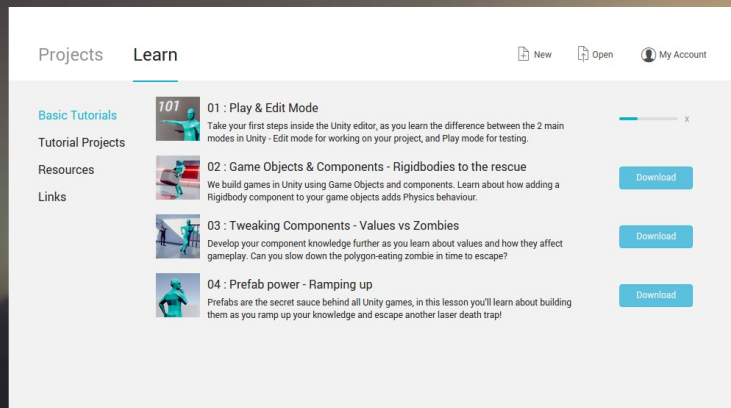 Projects Learn New Open My Account
Basic Tutorials
Tutorial Projects
Resources
Links
101
01 : Play & Edit Mode
Take your first steps inside the Unity editor, as you learn the difference between the 2 main
modes in Unity - Edit mode for working on your project, and Play mode for testing.
x
02 : Game Objects & Components - Rigidbodies to the rescue
We build games in Unity using Game Objects and components. Learn about how adding a
Rigidbody component to your game objects adds Physics behaviour.
Download
03 : Tweaking Components - Values vs Zombies
Develop your component knowledge further as you learn about values and how they affect
gameplay. Can you slow down the polygon-eating zombie in time to escape?
Download
04 : Prefab power - Ramping up
Prefabs are the secret sauce behind all Unity games, in this lesson you'll learn about building
them as you ramp up your knowledge and escape another laser death trap!
Download